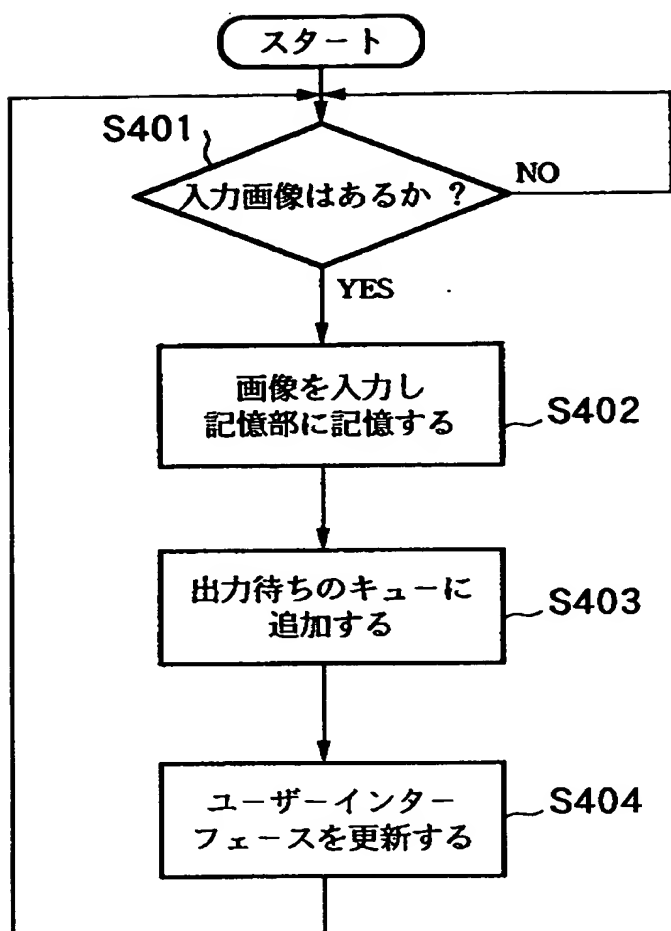 スタート
S401
入力画像はあるか ?
NO
YES
画像を入力し
記憶部に記憶する
S402
出力待ちのキューに
追加する
S403
ユーザーインター
フェースを更新する
S404